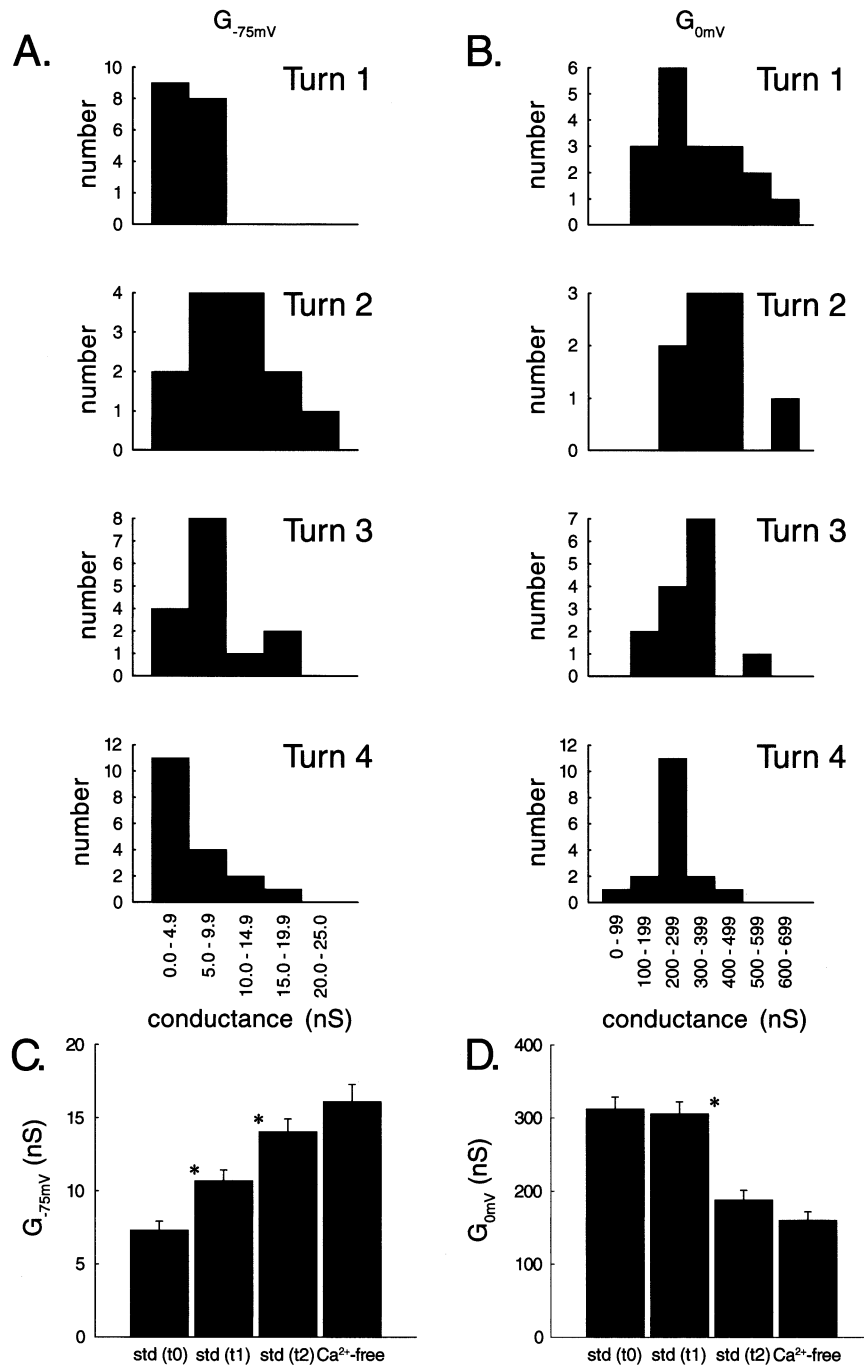 G-75mV
G0mV
A.
B.
Turn 1
number
10
8
6
4
1
0
Turn 1
number
6
5
4
3
2
1
0
Turn 2
number
4
3
2
1
0
Turn 2
number
3
2
1
0
Turn 3
number
8
7
6
5
4
3
2
1
0
Turn 3
number
7
6
5
4
3
2
1
0
Turn 4
number
12
10
8
6
4
2
0
0.0 - 4.9
5.0 - 9.9
10.0 - 14.9
15.0 - 19.9
20.0 - 25.0
conductance (nS)
Turn 4
number
12
10
8
6
4
2
0
0 - 99
100 - 199
200 - 299
300 - 399
400 - 499
500 - 599
600 - 699
conductance (nS)
C.
G-75mV (nS)
20
15
10
5
0
*
*
std (t0) std (t1) std (t2) Ca²⁺-free
D.
G0mV (nS)
400
300
200
100
0
*
std (t0) std (t1) std (t2) Ca²⁺-free